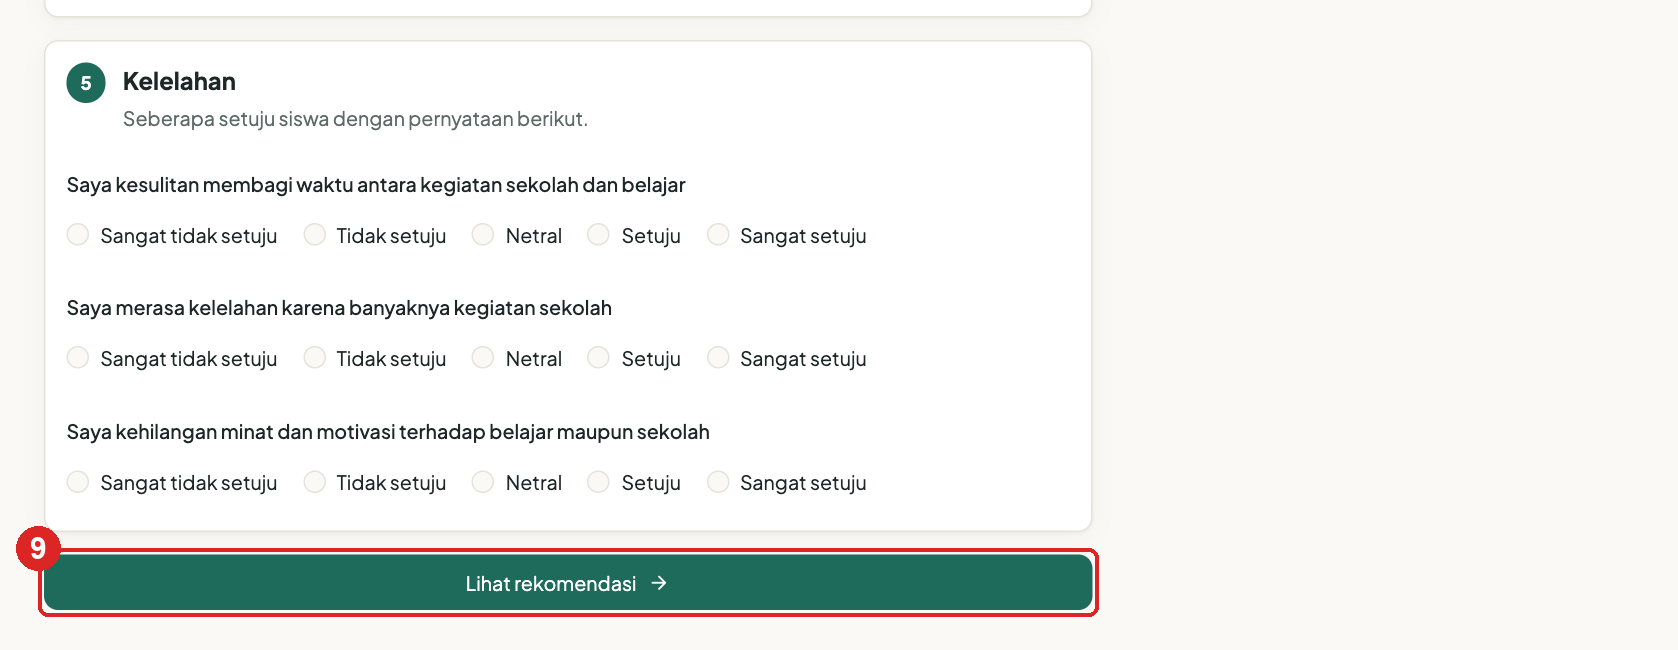 5 Kelelahan
Seberapa setuju siswa dengan pernyataan berikut.
Saya kesulitan membagi waktu antara kegiatan sekolah dan belajar
Sangat tidak setuju Tidak setuju Netral Setuju Sangat setuju
Saya merasa kelelahan karena banyaknya kegiatan sekolah
Sangat tidak setuju Tidak setuju Netral Setuju Sangat setuju
Saya kehilangan minat dan motivasi terhadap belajar maupun sekolah
Sangat tidak setuju Tidak setuju Netral Setuju Sangat setuju
9
Lihat rekomendasi →